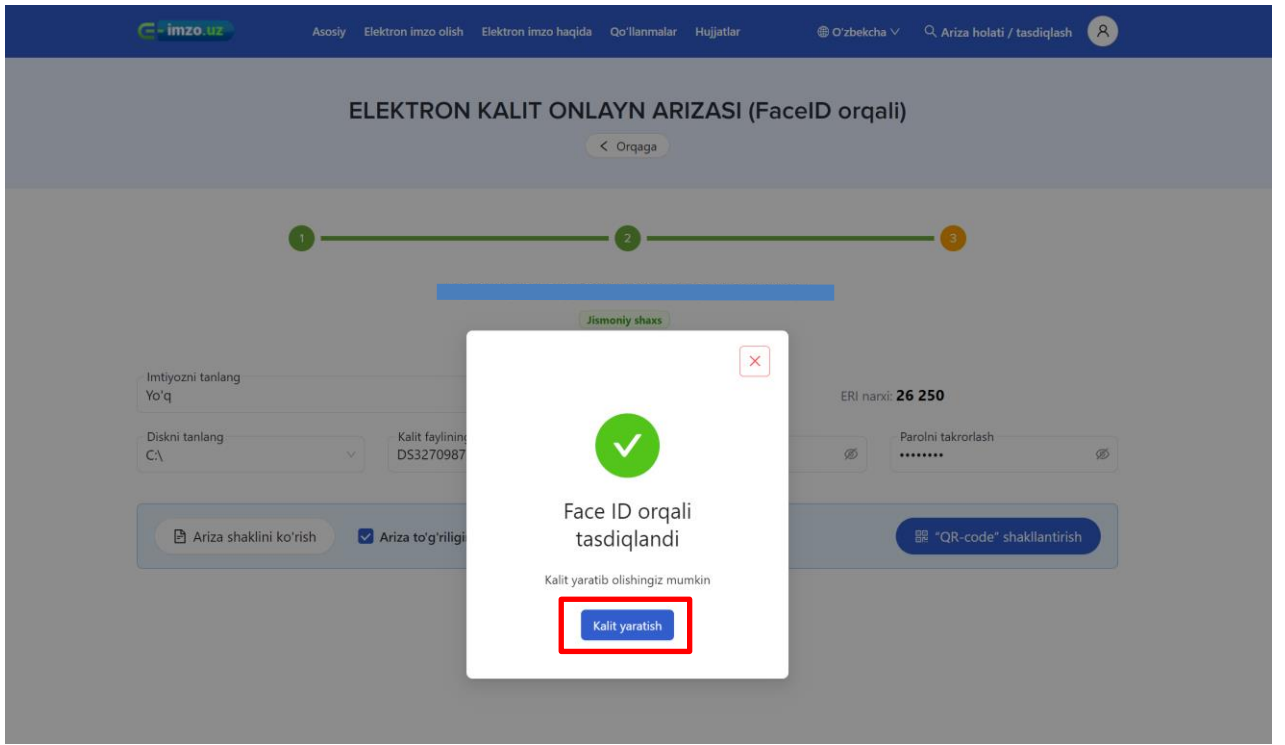 e-imzo.uz
Asosiy Elektron imzo olish Elektron imzo haqida Qo'llanmalar Hujjatlar O'zbekcha Ariza holati / tasdiqlash
ELEKTRON KALIT ONLAYN ARIZASI (FaceID orqali)
Orqaga
1 2 3
Jismoniy shaxs
Imtiyozni tanlang
Yo'q
ERI narxi: 26 250
Diskni tanlang
C:\
Kalit faylining
DS3270987
Parolni takrorlash
••••••••
Ariza shaklini ko'rish
Ariza to'g'riligi
"QR-code" shakllantirish
Face ID orqali
tasdiqlandi
Kalit yaratib olishingiz mumkin
Kalit yaratish